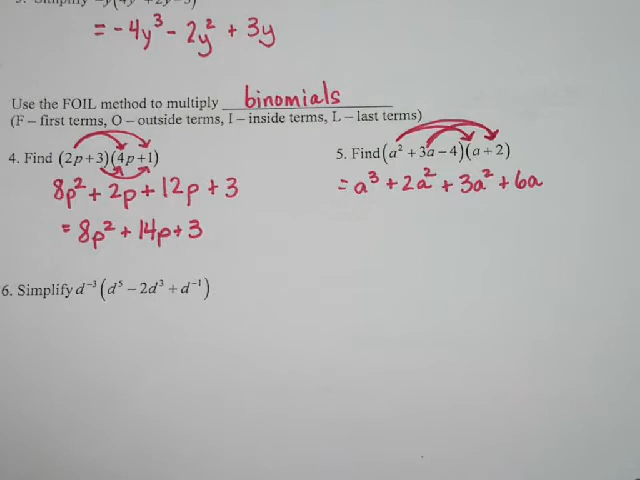 = -4y³ - 2y² + 3y
Use the FOIL method to multiply binomials
(F – first terms, O – outside terms, I – inside terms, L – last terms)
4. Find (2p+3)(4p+1)
8p² + 2p + 12p + 3
= 8p² + 14p + 3
5. Find (a² + 3a – 4)(a + 2)
= a³ + 2a² + 3a² + 6a
6. Simplify d⁻³(d⁵ – 2d³ + d⁻¹)